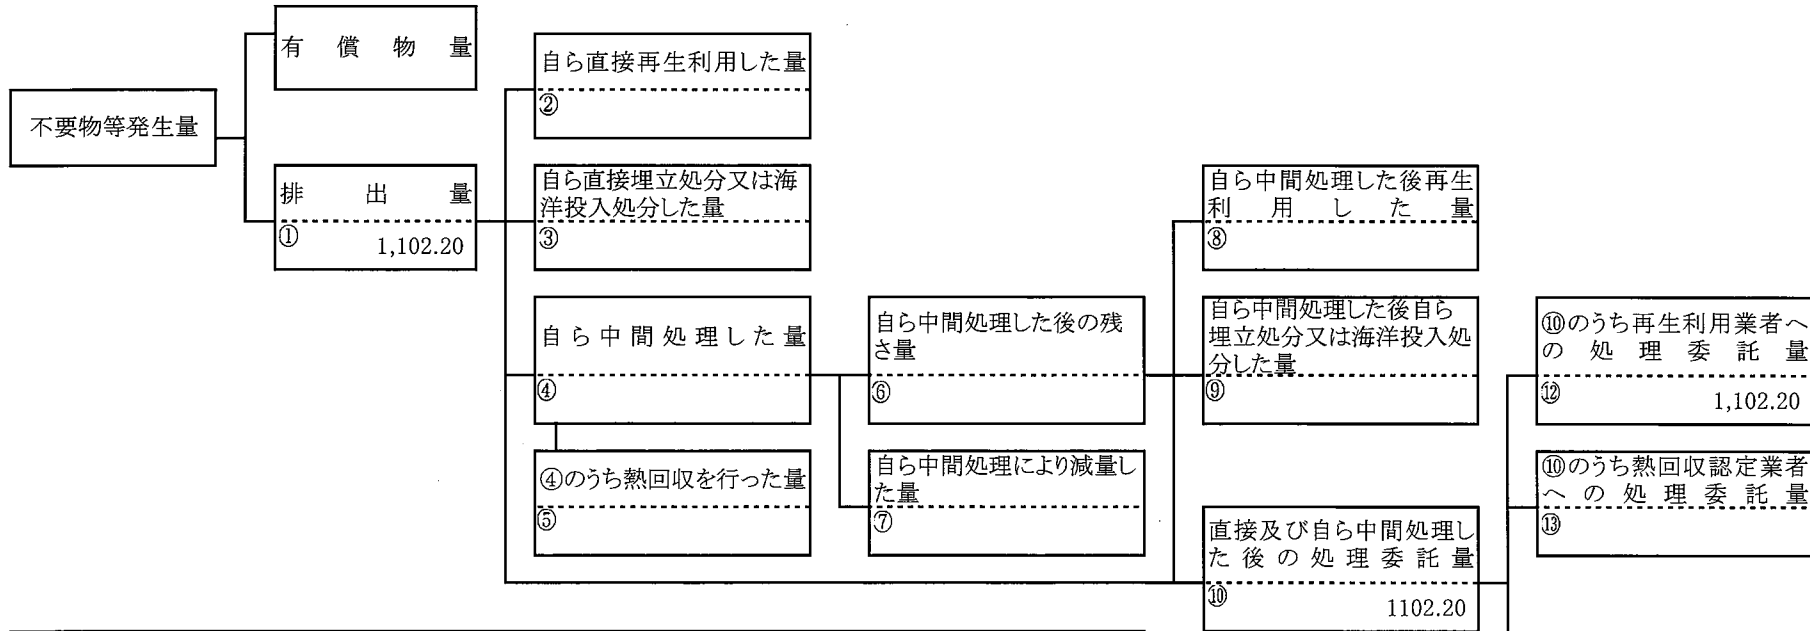 不要物等発生量
有償物量
排出量
①
1,102.20
自ら直接再生利用した量
②
自ら直接埋立処分又は海
洋投入処分した量
③
自ら中間処理した量
④
④のうち熱回収を行った量
⑤
自ら中間処理した後の残
さ量
⑥
自ら中間処理により減量し
た量
⑦
自ら中間処理した後再生
利用した量
⑧
自ら中間処理した後自ら
埋立処分又は海洋投入処
分した量
⑨
直接及び自ら中間処理し
た後の処理委託量
⑩
1102.20
⑩のうち再生利用業者へ
の処理委託量
⑫
1,102.20
⑩のうち熱回収認定業者
への処理委託量
⑬